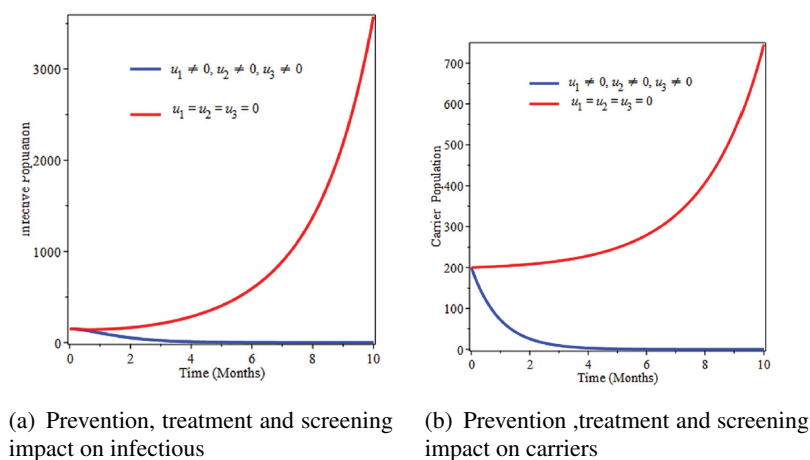 3000
2000
1000
0
Infective Population
u1 ≠ 0, u2 ≠ 0, u3 ≠ 0
u1 = u2 = u3 = 0
0 2 4 6 8 10
Time (Months)
(a) Prevention, treatment and screening
impact on infectious
700
600
500
400
300
200
100
0
Carrier Population
u1 ≠ 0, u2 ≠ 0, u3 ≠ 0
u1 = u2 = u3 = 0
0 2 4 6 8 10
Time (Months)
(b) Prevention ,treatment and screening
impact on carriers